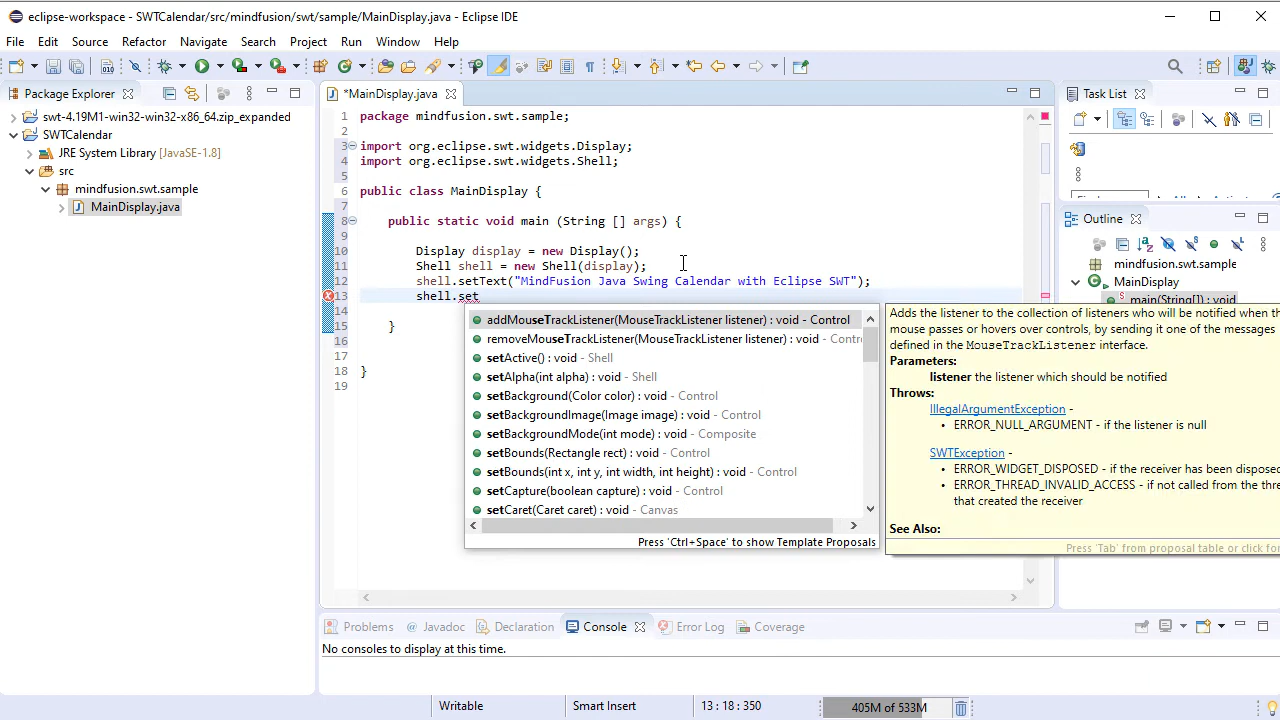 eclipse-workspace - SWTCalendar/src/mindfusion/swt/sample/MainDisplay.java - Eclipse IDE
File Edit Source Refactor Navigate Search Project Run Window Help
Package Explorer
swt-4.19M1-win32-win32-x86_64.zip_expanded
SWTCalendar
JRE System Library [JavaSE-1.8]
src
mindfusion.swt.sample
MainDisplay.java
*MainDisplay.java
1 package mindfusion.swt.sample;
2
3 import org.eclipse.swt.widgets.Display;
4 import org.eclipse.swt.widgets.Shell;
5
6 public class MainDisplay {
7
8 public static void main (String [] args) {
9
10 Display display = new Display();
11 Shell shell = new Shell(display);
12 shell.setText("MindFusion Java Swing Calendar with Eclipse SWT");
13 shell.set
14
15 }
16
17
18 }
19
addMouseTrackListener(MouseTrackListener listener) : void - Control
removeMouseTrackListener(MouseTrackListener listener) : void - Contr
setActive() : void - Shell
setAlpha(int alpha) : void - Shell
setBackground(Color color) : void - Control
setBackgroundImage(Image image) : void - Control
setBackgroundMode(int mode) : void - Composite
setBounds(Rectangle rect) : void - Control
setBounds(int x, int y, int width, int height) : void - Control
setCapture(boolean capture) : void - Control
setCaret(Caret caret) : void - Canvas
Press 'Ctrl+Space' to show Template Proposals
Adds the listener to the collection of listeners who will be notified when the
mouse passes or hovers over controls, by sending it one of the messages
defined in the MouseTrackListener interface.
Parameters:
listener the listener which should be notified
Throws:
IllegalArgumentException -
• ERROR_NULL_ARGUMENT - if the listener is null
SWTException -
• ERROR_WIDGET_DISPOSED - if the receiver has been dispose
• ERROR_THREAD_INVALID_ACCESS - if not called from the thre
that created the receiver
See Also:
Press 'Tab' from proposal table or click for
Task List
Find
All
Activate
Outline
mindfusion.swt.sample
MainDisplay
main(String[]) : void
Problems Javadoc Declaration Console Error Log Coverage
No consoles to display at this time.
Writable Smart Insert 13 : 18 : 350 405M of 533M